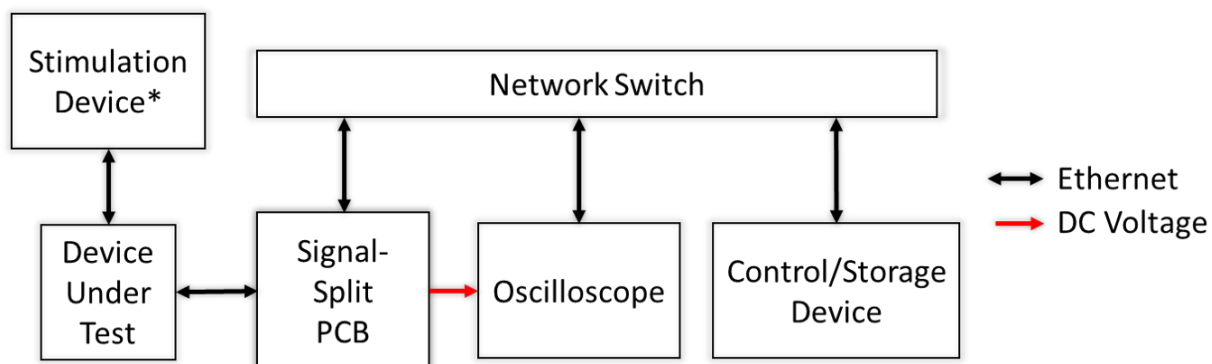 Stimulation
Device*
Network Switch
Ethernet
DC Voltage
Device
Under
Test
Signal-
Split
PCB
Oscilloscope
Control/Storage
Device